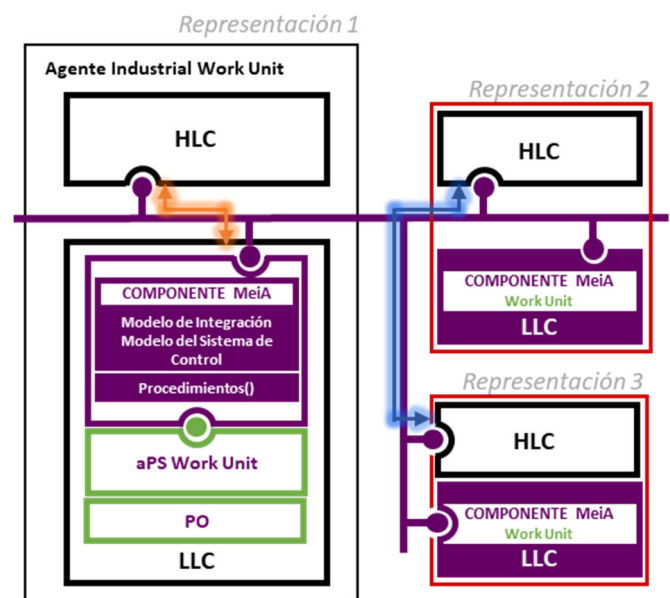 Representación 1
Agente Industrial Work Unit
HLC
COMPONENTE MeiA
Modelo de Integración
Modelo del Sistema de
Control
Procedimientos()
aPS Work Unit
PO
LLC
Representación 2
HLC
COMPONENTE MeiA
Work Unit
LLC
Representación 3
HLC
COMPONENTE MeiA
Work Unit
LLC